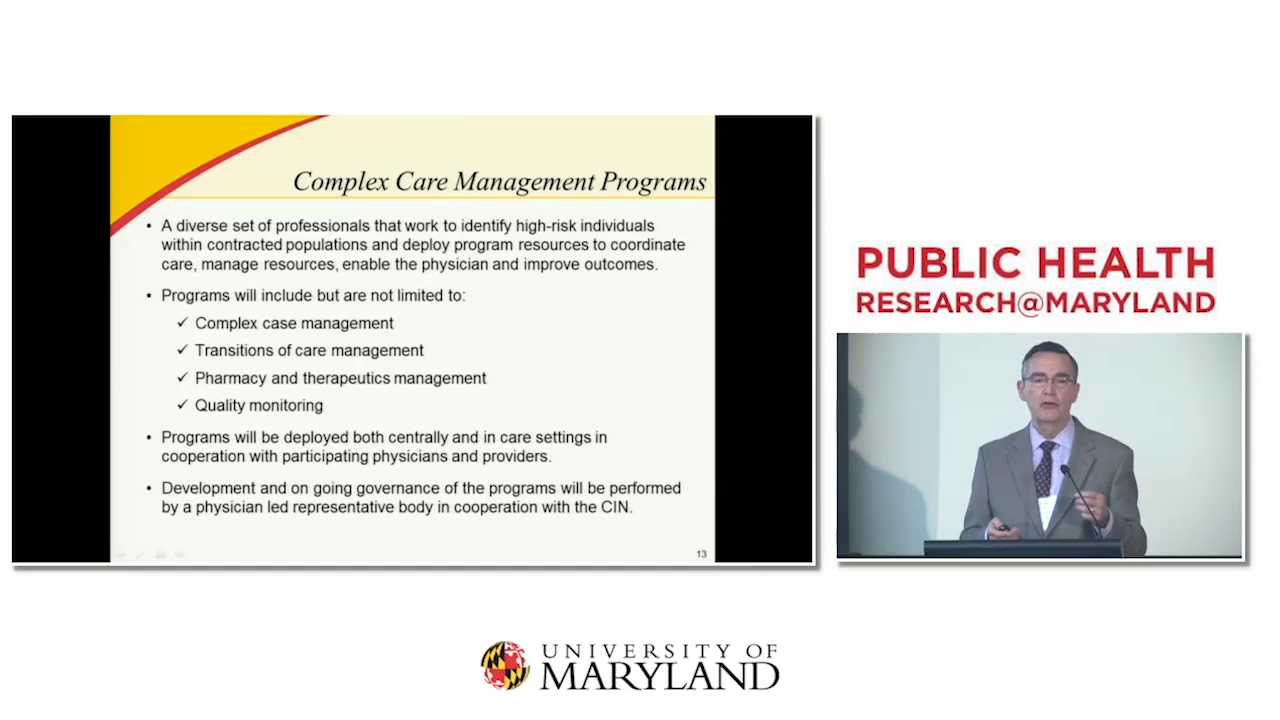 Complex Care Management Programs
• A diverse set of professionals that work to identify high-risk individuals
within contracted populations and deploy program resources to coordinate
care, manage resources, enable the physician and improve outcomes.
• Programs will include but are not limited to:
✓ Complex case management
✓ Transitions of care management
✓ Pharmacy and therapeutics management
✓ Quality monitoring
• Programs will be deployed both centrally and in care settings in
cooperation with participating physicians and providers.
• Development and on going governance of the programs will be performed
by a physician led representative body in cooperation with the CIN.
13
PUBLIC HEALTH
RESEARCH@MARYLAND
UNIVERSITY OF
MARYLAND